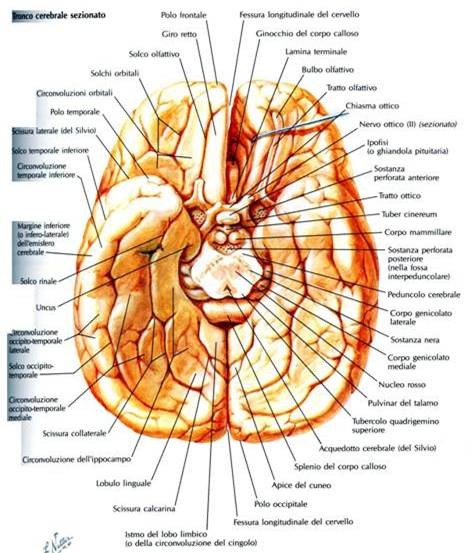 Tronco cerebrale sezionato
Polo frontale
Giro retto
Solco olfattivo
Solchi orbitali
Circonvoluzioni orbitali
Polo temporale
Scissura laterale (del Silvio)
Solco temporale inferiore
Circonvoluzione
temporale inferiore
Margine inferiore
(o infero-laterale)
dell'emisfero
cerebrale
Solco rinale
Uncus
Circonvoluzione
occipito-temporale
laterale
Solco occipito-
temporale
Circonvoluzione
occipito-temporale
mediale
Scissura collaterale
Circonvoluzione dell'ippocampo
Lobulo linguale
Scissura calcarina
Istmo del lobo limbico
(o della circonvoluzione del cingolo)
Fessura longitudinale del cervello
Ginocchio del corpo calloso
Lamina terminale
Bulbo olfattivo
Tratto olfattivo
Chiasma ottico
Nervo ottico (II) (sezionato)
Ipofisi
(o ghiandola pituitaria)
Sostanza
perforata anteriore
Tratto ottico
Tuber cinereum
Corpo mammillare
Sostanza perforata
posteriore
(nella fossa
interpeduncolare)
Peduncolo cerebrale
Corpo genicolato
laterale
Sostanza nera
Corpo genicolato
mediale
Nucleo rosso
Pulvinar del talamo
Tubercolo quadrigemino
superiore
Acquedotto cerebrale (del Silvio)
Splenio del corpo calloso
Apice del cuneo
Polo occipitale
Fessura longitudinale del cervello